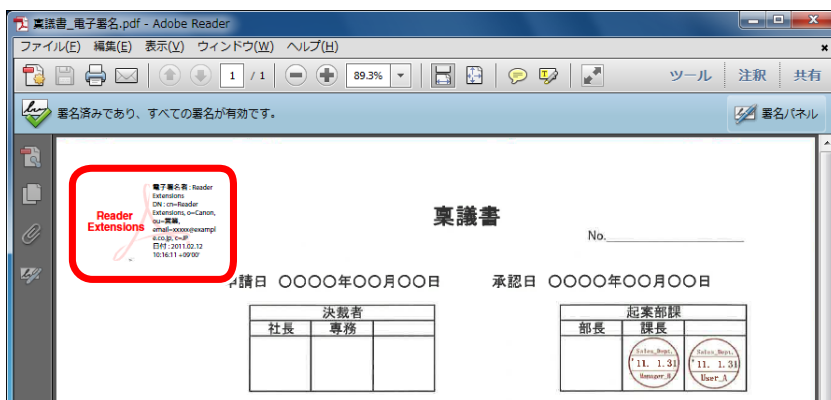 稟議書_電子署名.pdf - Adobe Reader
ファイル(F) 編集(E) 表示(V) ウィンドウ(W) ヘルプ(H)
1 / 1 89.3% ツール 注釈 共有
署名済みであり、すべての署名が有効です。 署名パネル
Reader
Extensions
電子署名者 : Reader
Extensions
DN : cn=Reader
Extensions, o=Canon,
ou=営業,
email=xxxxx@exampl
e.co.jp, c=JP
日付 : 2011.02.12
10:16:11 +09'00'
稟議書
No.
申請日 〇〇〇〇年〇〇月〇〇日 承認日 〇〇〇〇年〇〇月〇〇日
決裁者
社長 専務
起案部課
部長 課長
Sales_Dept.
'11. 1.31
Manager_B
Sales_Dept.
'11. 1.31
User_A